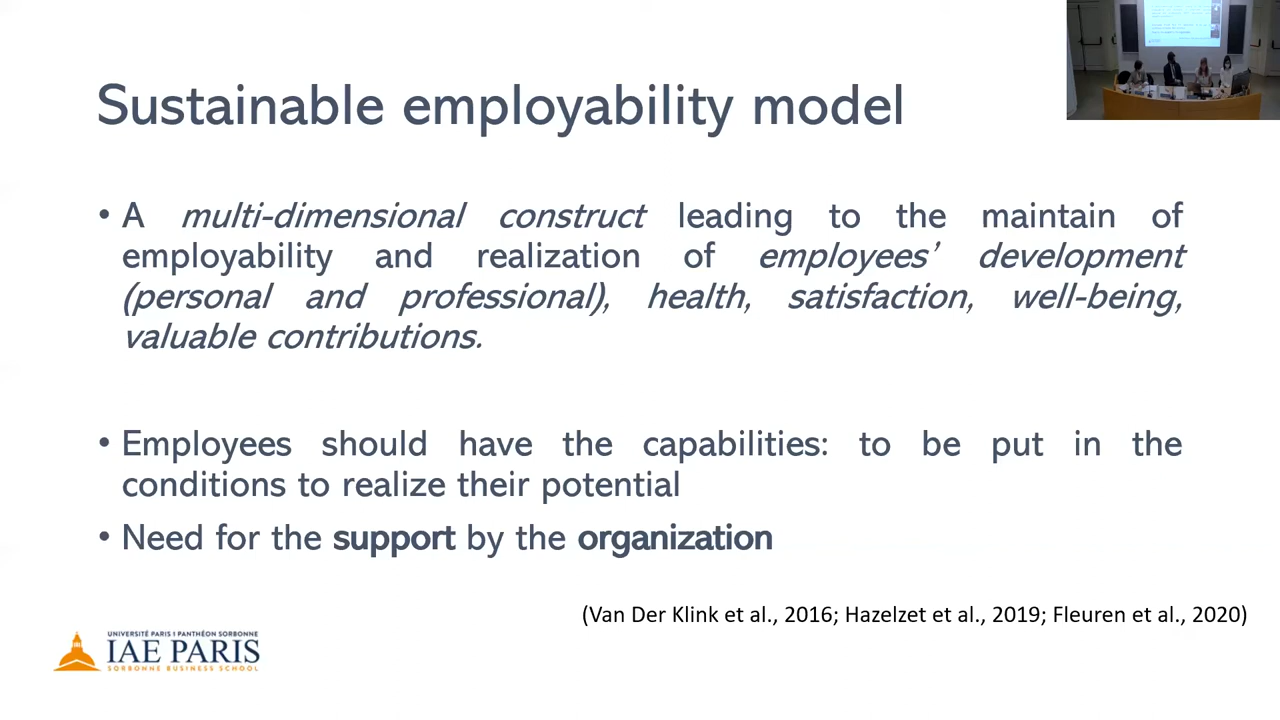 Sustainable employability model
• A multi-dimensional construct leading to the maintain of
employability and realization of employees’ development
(personal and professional), health, satisfaction, well-being,
valuable contributions.
• Employees should have the capabilities: to be put in the
conditions to realize their potential
• Need for the support by the organization
(Van Der Klink et al., 2016; Hazelzet et al., 2019; Fleuren et al., 2020)
UNIVERSITÉ PARIS 1 PANTHÉON SORBONNE
IAE PARIS
SORBONNE BUSINESS SCHOOL